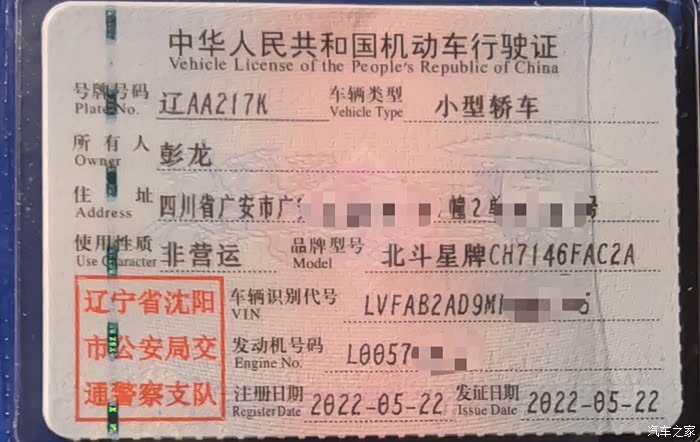 中华人民共和国机动车行驶证
Vehicle License of the People's Republic of China
号牌号码 辽AA217K 车辆类型 小型轿车
Plate No. Vehicle Type
所有人 彭龙
Owner
住址 四川省广安市广 幢2单 号
Address
使用性质 非营运 品牌型号 北斗星牌CH7146FAC2A
Use Character Model
辽宁省沈阳 车辆识别代号 LVFAB2AD9M
VIN
市公安局交 发动机号码 L0057
Engine No.
通警察支队 注册日期 2022-05-22 发证日期 2022-05-22
Register Date Issue Date
汽车之家